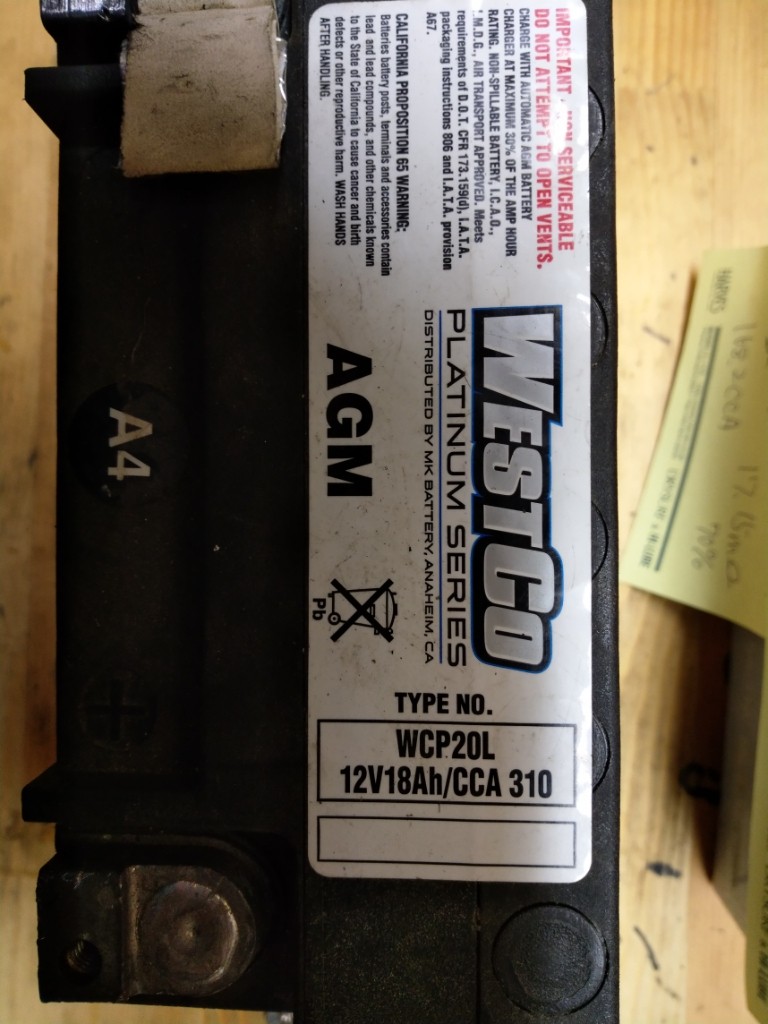 IMPORTANT NON SERVICEABLE
DO NOT ATTEMPT TO OPEN VENTS.
CHARGE WITH AUTOMATIC AGM BATTERY
CHARGER AT MAXIMUM 30% OF THE AMP HOUR
RATING. NON-SPILLABLE BATTERY, I.C.A.O.,
I.M.D.G., AIR TRANSPORT APPROVED. Meets
requirements of D.O.T. CFR 173.159(d), I.A.T.A.
packaging instructions 806 and I.A.T.A. provision
A67.
CALIFORNIA PROPOSITION 65 WARNING:
Batteries battery posts, terminals and accessories contain
lead and lead compounds, and other chemicals known
to the State of California to cause cancer and birth
defects or other reproductive harm. WASH HANDS
AFTER HANDLING.
WESTCO
PLATINUM SERIES
DISTRIBUTED BY MK BATTERY, ANAHEIM, CA
AGM
Pb
TYPE NO.
WCP20L
12V18Ah/CCA 310
A4
+
168 CCA
70%